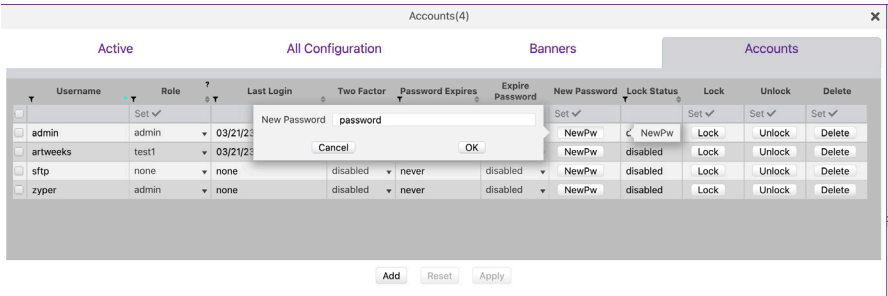 Accounts(4)
Active All Configuration Banners Accounts
Username Role ? Last Login Two Factor Password Expires Expire Password New Password Lock Status Lock Unlock Delete
Set Set Set Set Set
New Password password
Cancel OK
admin admin 03/21/23 NewPw NewPw Lock Unlock Delete
artweeks test1 03/21/23 NewPw disabled Lock Unlock Delete
sftp none none disabled never disabled NewPw disabled Lock Unlock Delete
zyper admin none disabled never disabled NewPw disabled Lock Unlock Delete
Add Reset Apply